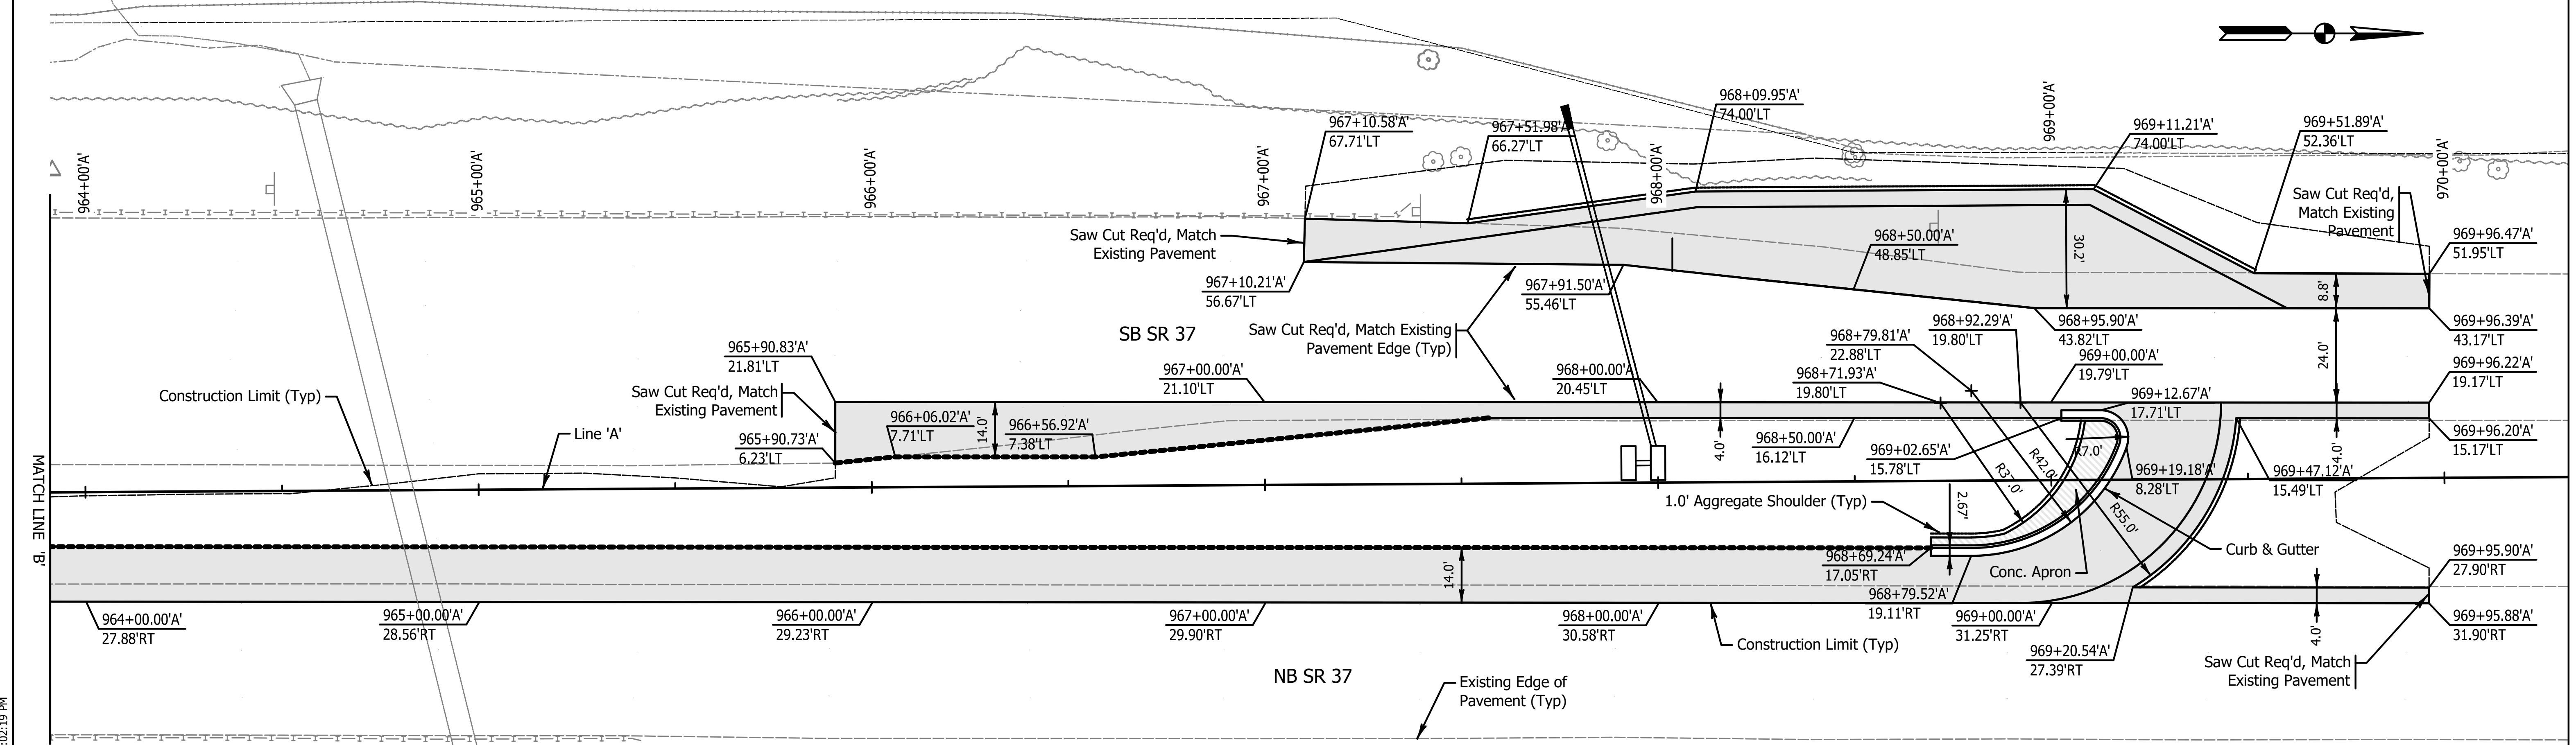 968+09.95'A'
74.00'LT
967+10.58'A'
67.71'LT
967+51.98'A'
66.27'LT
969+11.21'A'
74.00'LT
969+51.89'A'
52.36'LT
964+00'A'
965+00'A'
966+00'A'
967+00'A'
968+00'A'
969+00'A'
970+00'A'
Saw Cut Req'd,
Match Existing
Pavement
Saw Cut Req'd, Match
Existing Pavement
968+50.00'A'
48.85'LT
30.2'
969+96.47'A'
51.95'LT
967+10.21'A'
56.67'LT
967+91.50'A'
55.46'LT
8.8'
SB SR 37
Saw Cut Req'd, Match Existing
Pavement Edge (Typ)
968+79.81'A'
22.88'LT
968+92.29'A'
19.80'LT
968+95.90'A'
43.82'LT
969+96.39'A'
43.17'LT
965+90.83'A'
21.81'LT
967+00.00'A'
21.10'LT
968+00.00'A'
20.45'LT
968+71.93'A'
19.80'LT
969+00.00'A'
19.79'LT
24.0'
969+96.22'A'
19.17'LT
Construction Limit (Typ)
Saw Cut Req'd, Match
Existing Pavement
966+06.02'A'
7.71'LT
14.0'
966+56.92'A'
7.38'LT
969+12.67'A'
17.71'LT
Line 'A'
965+90.73'A'
6.23'LT
4.0'
968+50.00'A'
16.12'LT
969+02.65'A'
15.78'LT
R7.0'
4.0'
969+96.20'A'
15.17'LT
R37.0'
R42.0'
969+19.18'A'
8.28'LT
969+47.12'A'
15.49'LT
MATCH LINE 'B'
1.0' Aggregate Shoulder (Typ)
2.67'
R55.0'
968+69.24'A'
17.05'RT
Curb & Gutter
14.0'
Conc. Apron
969+95.90'A'
27.90'RT
964+00.00'A'
27.88'RT
965+00.00'A'
28.56'RT
966+00.00'A'
29.23'RT
967+00.00'A'
29.90'RT
968+00.00'A'
30.58'RT
968+79.52'A'
19.11'RT
969+00.00'A'
31.25'RT
4.0'
969+95.88'A'
31.90'RT
Construction Limit (Typ)
969+20.54'A'
27.39'RT
Saw Cut Req'd, Match
Existing Pavement
NB SR 37
Existing Edge of
Pavement (Typ)
:02:19 PM